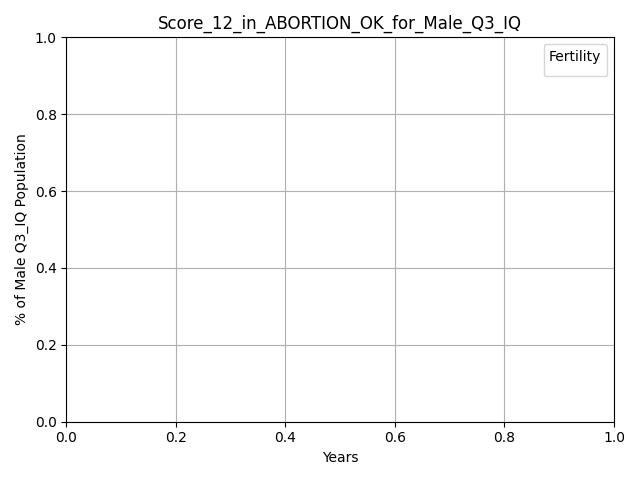 Score_12_in_ABORTION_OK_for_Male_Q3_IQ
Fertility
% of Male Q3_IQ Population
1.0
0.8
0.6
0.4
0.2
0.0
0.0 0.2 0.4 0.6 0.8 1.0
Years